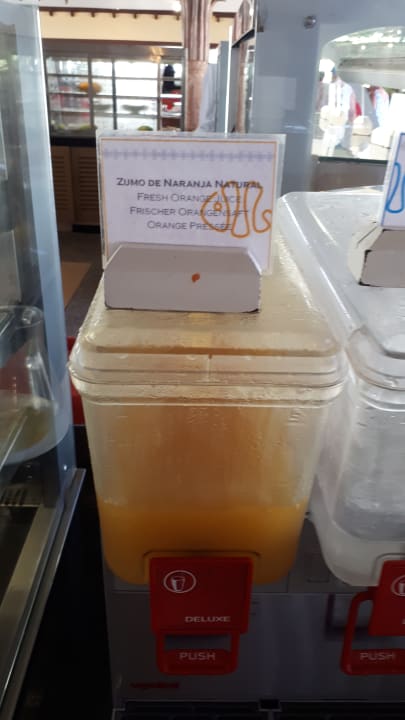 Zumo de Naranja Natural
Fresh Orange Juice
Frischer Orangensaft
Orange Pressée
DELUXE
PUSH
PUSH